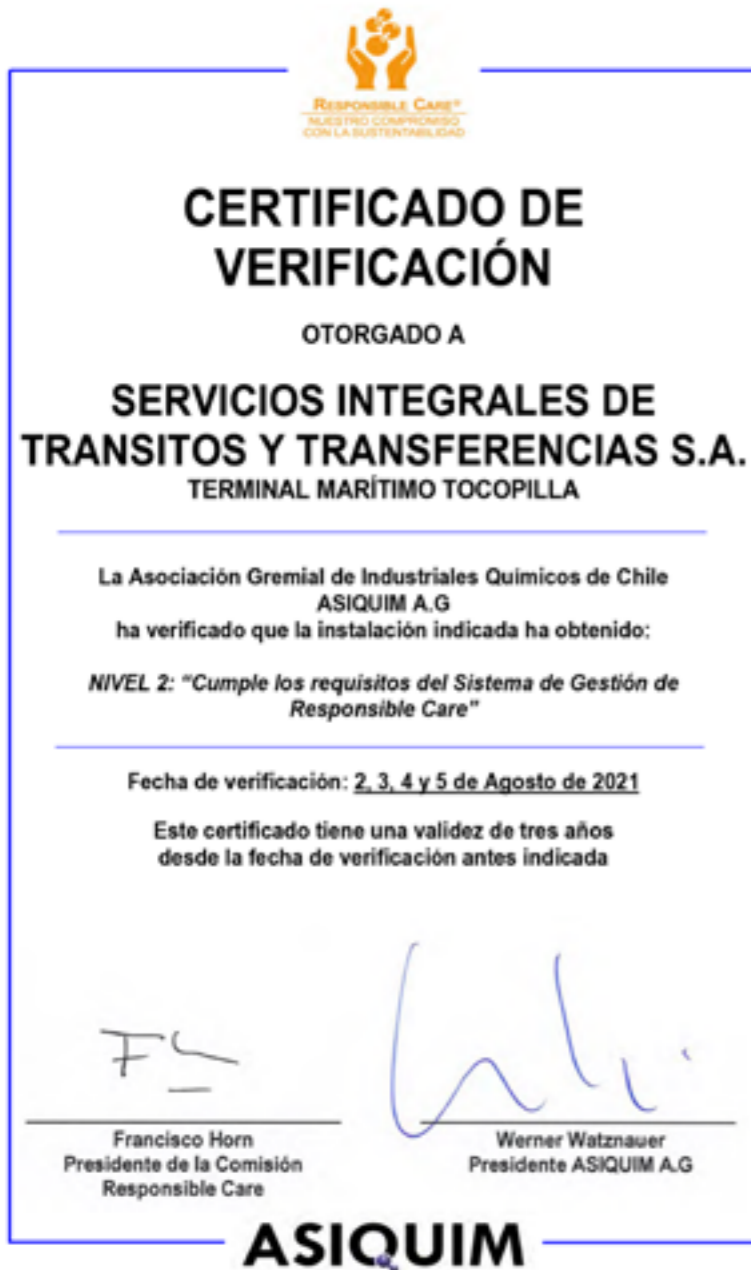 RESPONSIBLE CARE®
NUESTRO COMPROMISO
CON LA SUSTENTABILIDAD
CERTIFICADO DE
VERIFICACIÓN
OTORGADO A
SERVICIOS INTEGRALES DE
TRANSITOS Y TRANSFERENCIAS S.A.
TERMINAL MARÍTIMO TOCOPILLA
La Asociación Gremial de Industriales Químicos de Chile
ASIQUIM A.G
ha verificado que la instalación indicada ha obtenido:
NIVEL 2: “Cumple los requisitos del Sistema de Gestión de
Responsible Care”
Fecha de verificación: 2, 3, 4 y 5 de Agosto de 2021
Este certificado tiene una validez de tres años
desde la fecha de verificación antes indicada
Francisco Horn
Presidente de la Comisión
Responsible Care
Werner Watznauer
Presidente ASIQUIM A.G
ASIQUIM